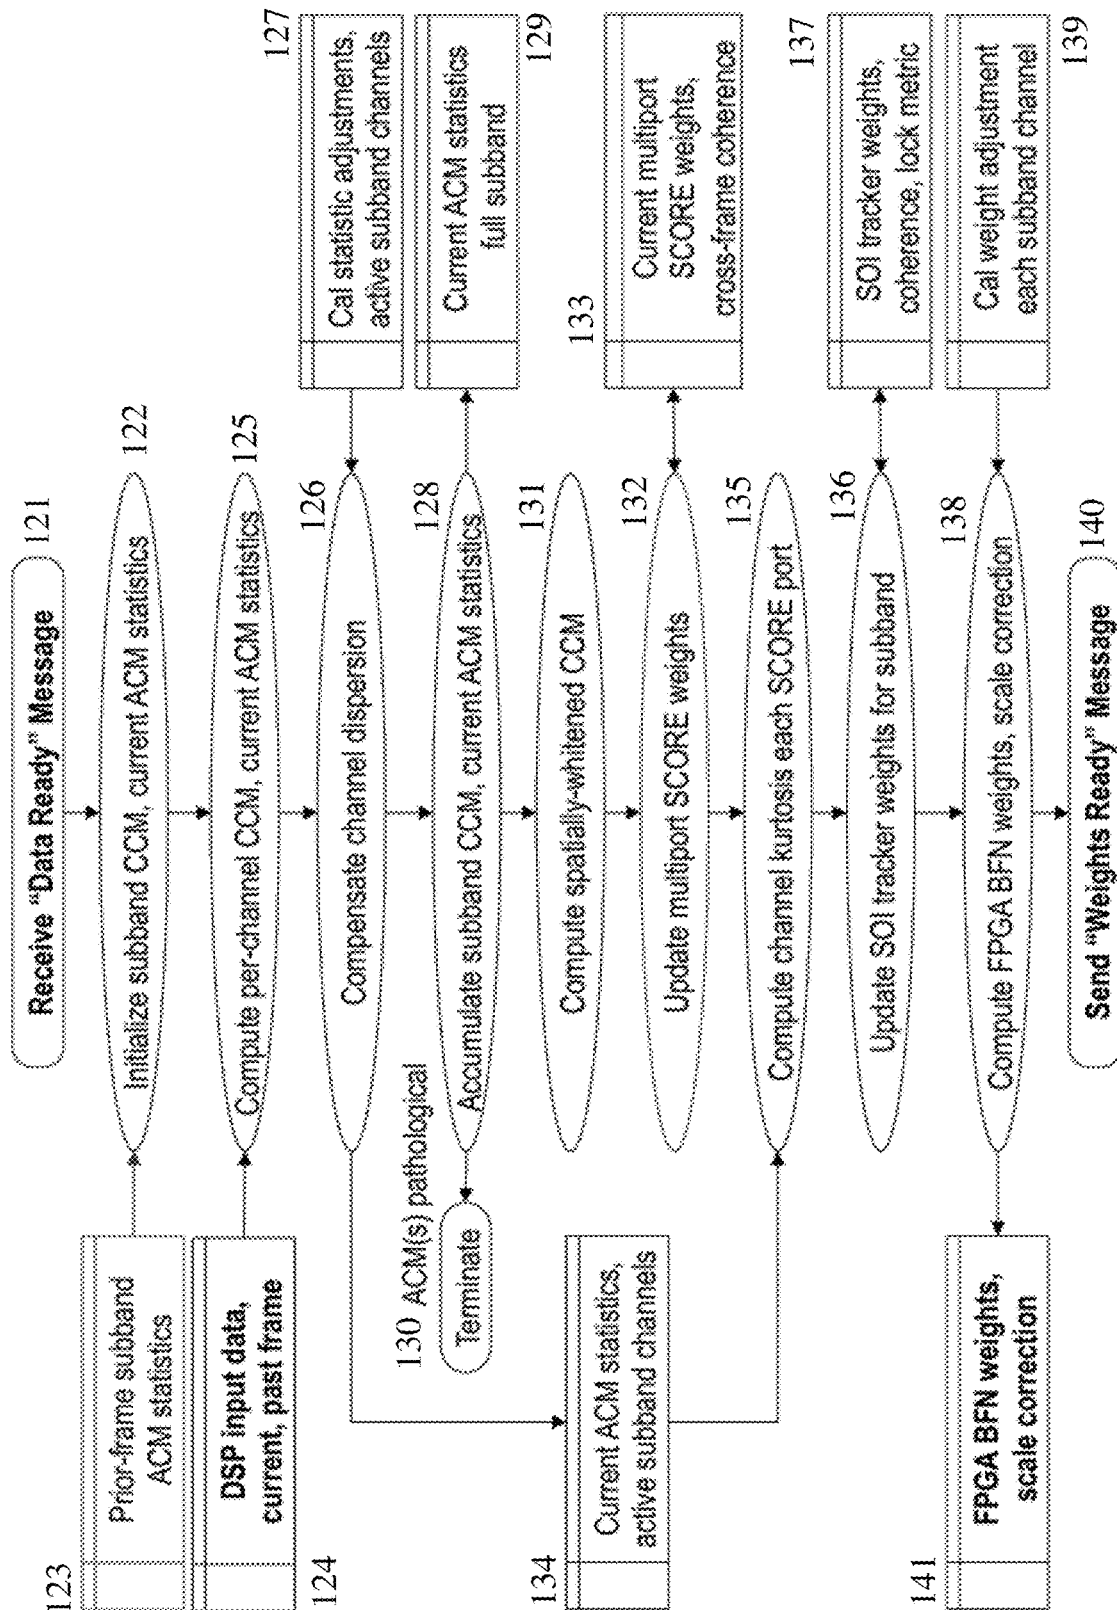 Receive "Data Ready" Message
121
Initialize subband CCM, current ACM statistics
122
Prior-frame subband
ACM statistics
123
DSP input data,
current, past frame
124
Compute per-channel CCM, current ACM statistics
125
Compensate channel dispersion
126
Cal statistic adjustments,
active subband channels
127
Accumulate subband CCM, current ACM statistics
128
Current ACM statistics
full subband
129
130 ACM(s) pathological
Terminate
Compute spatially-whitened CCM
131
Update multiport SCORE weights
132
Current multiport
SCORE weights,
cross-frame coherence
133
Current ACM statistics,
active subband channels
134
Compute channel kurtosis each SCORE port
135
Update SOI tracker weights for subband
136
SOI tracker weights,
coherence, lock metric
137
Compute FPGA BFN weights, scale correction
138
Cal weight adjustment
each subband channel
139
FPGA BFN weights,
scale correction
141
Send "Weights Ready" Message
140